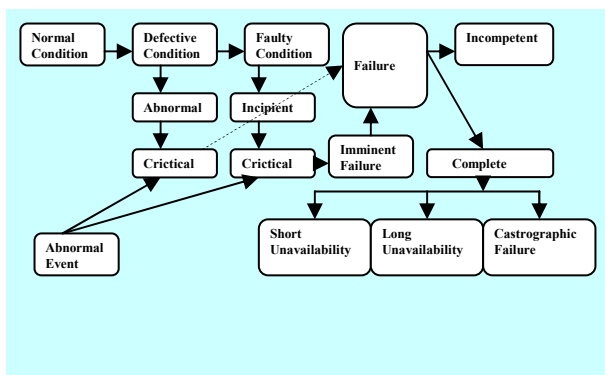 Normal
Condition
Defective
Condition
Faulty
Condition
Failure
Incompetent
Abnormal
Incipient
Crictical
Crictical
Imminent
Failure
Complete
Abnormal
Event
Short
Unavailability
Long
Unavailability
Castrographic
Failure